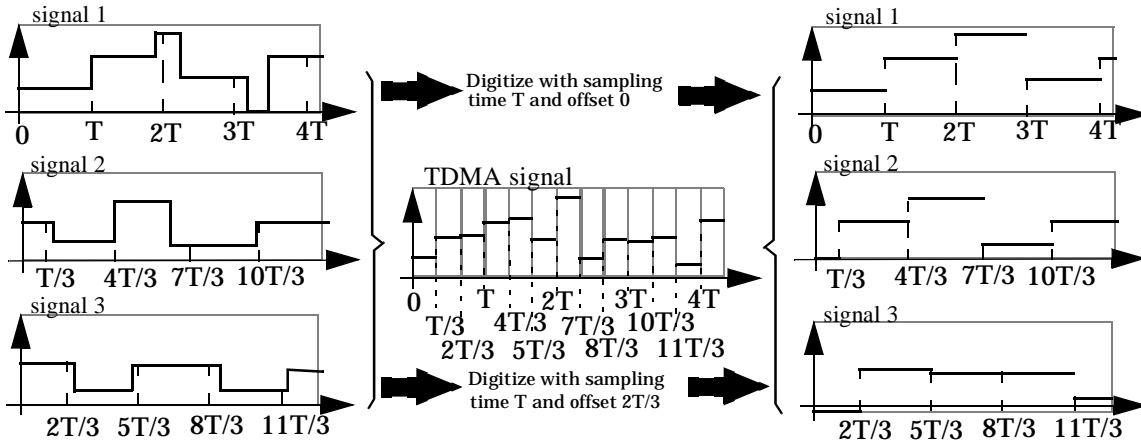 signal 1
0 T 2T 3T 4T
signal 2
T/3 4T/3 7T/3 10T/3
signal 3
2T/3 5T/3 8T/3 11T/3
Digitize with sampling
time T and offset 0
TDMA signal
0 T 2T 3T 4T
T/3 4T/3 7T/3 10T/3
2T/3 5T/3 8T/3 11T/3
Digitize with sampling
time T and offset 2T/3
signal 1
0 T 2T 3T 4T
signal 2
T/3 4T/3 7T/3 10T/3
signal 3
2T/3 5T/3 8T/3 11T/3